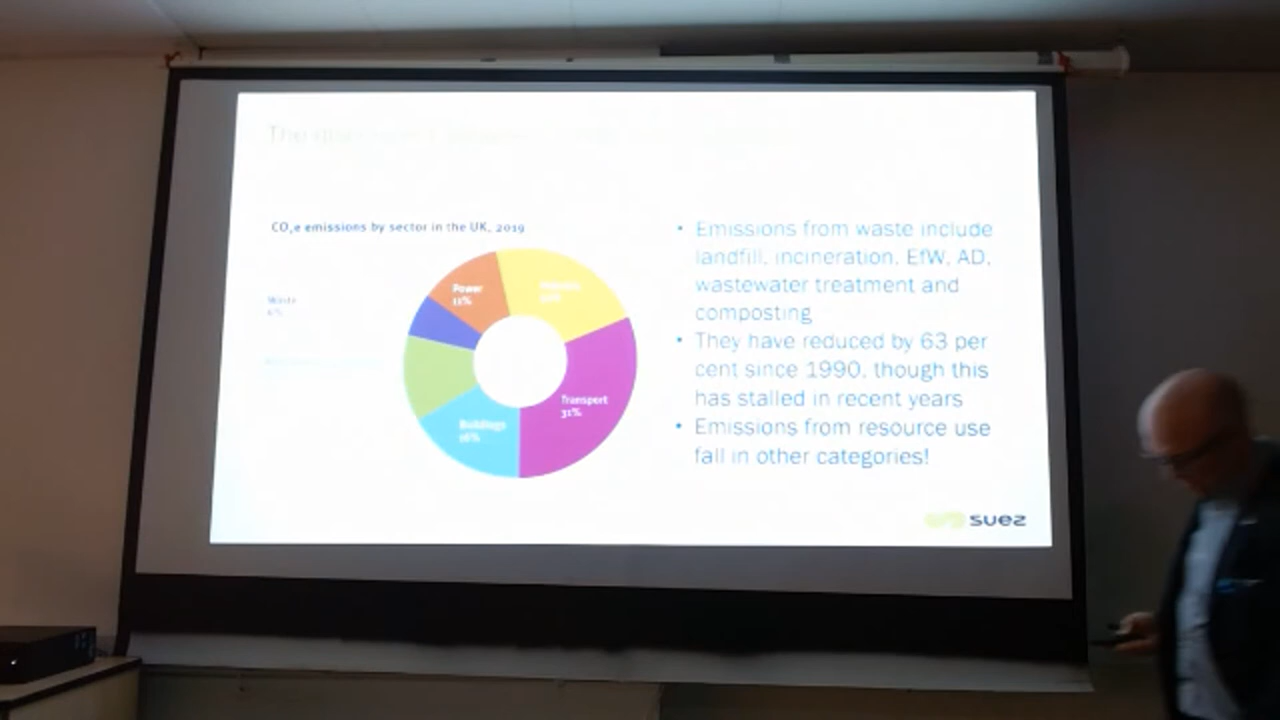 The
CO₂e emissions by sector in the UK, 2019
Waste
Power
11%
Transport
31%
Buildings
16%
• Emissions from waste include
landfill, incineration, EfW, AD,
wastewater treatment and
composting
• They have reduced by 63 per
cent since 1990, though this
has stalled in recent years
• Emissions from resource use
fall in other categories!
suez